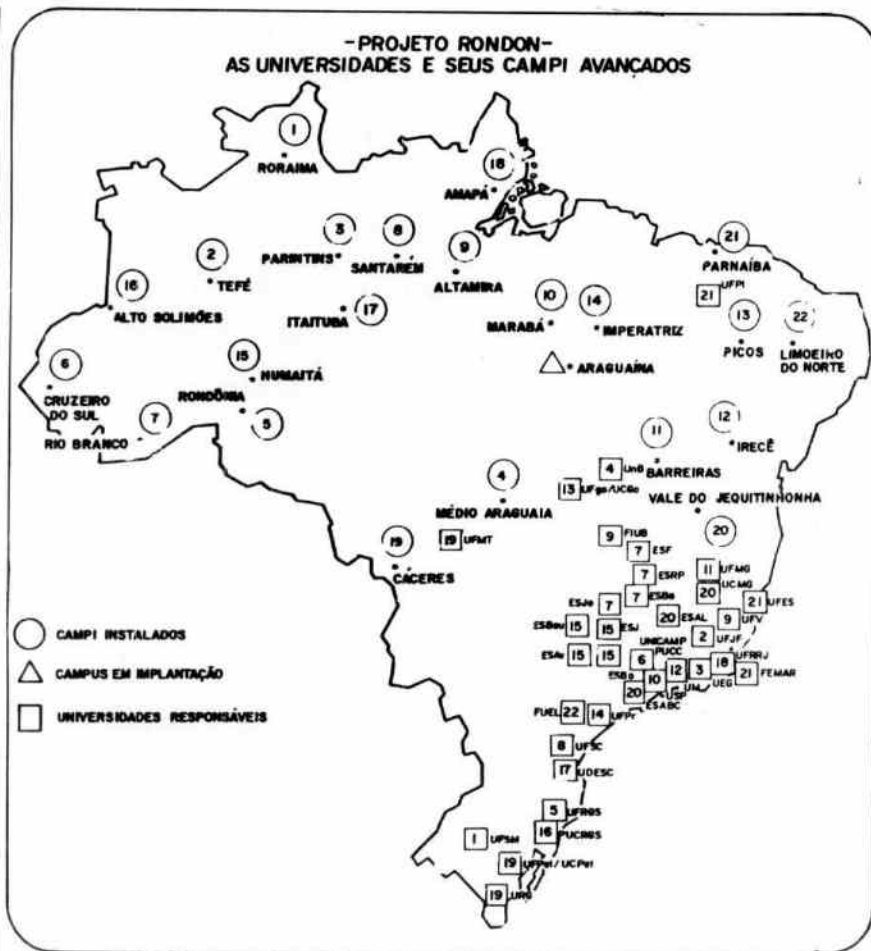 -PROJETO RONDON-
AS UNIVERSIDADES E SEUS CAMPI AVANÇADOS
1
RORAIMA
18
AMAPÁ
3
PARINTINS
8
SANTARÉM
9
ALTAMIRA
21
PARNAÍBA
2
TEFÉ
16
ALTO SOLIMÕES
ITAITUBA
17
10
MARABÁ
14
IMPERATRIZ
21
UFPI
13
PICOS
22
LIMOEIRO
DO NORTE
ARAGUAÍNA
6
CRUZEIRO
DO SUL
15
HUMAITÁ
RONDÔNIA
5
7
RIO BRANCO
12
IRECÊ
11
BARREIRAS
4 UnB
13 UFgo/UCGo
VALE DO JEQUITINHONHA
20
4
MÉDIO ARAGUAIA
19 UFMT
19
CÁCERES
9 FIUB
7 ESF
7 ESRP
11 UFMG
20 UCMG
7 ESBa
ESJo 7
21 UFES
20 ESAL
9 UFV
ESBau 15
15 ESJ
2 UFJF
UNICAMP
PUCC
6
ESAs 15
15
18 UFRRJ
12
3
21 FEMAR
ESBo
10
UM
UEG
USP
20
ESABC
FUEL 22
14 UFPr
8 UFSC
17 UDESC
5 UFRGS
16 PUCRGS
1 UFSM
19 UFPel/UCPel
19 URG
CAMPI INSTALADOS
CAMPUS EM IMPLANTAÇÃO
UNIVERSIDADES RESPONSÁVEIS